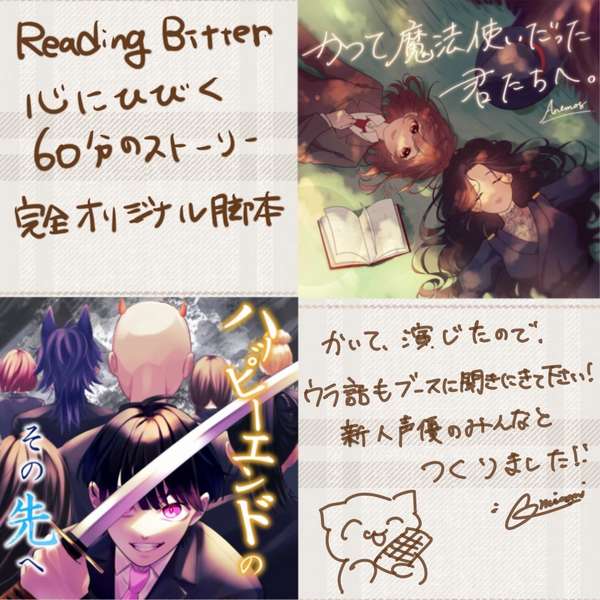 Reading Bitter
心にひびく
60分のストーリー
完全オリジナル脚本
かつて魔法使いだった
君たちへ。
Anemos
ハッピーエンドの
その先へ
かいて、演じたので、
ウラ話もブースに聞きにきて下さい!
新人声優のみんなと
つくりました!!